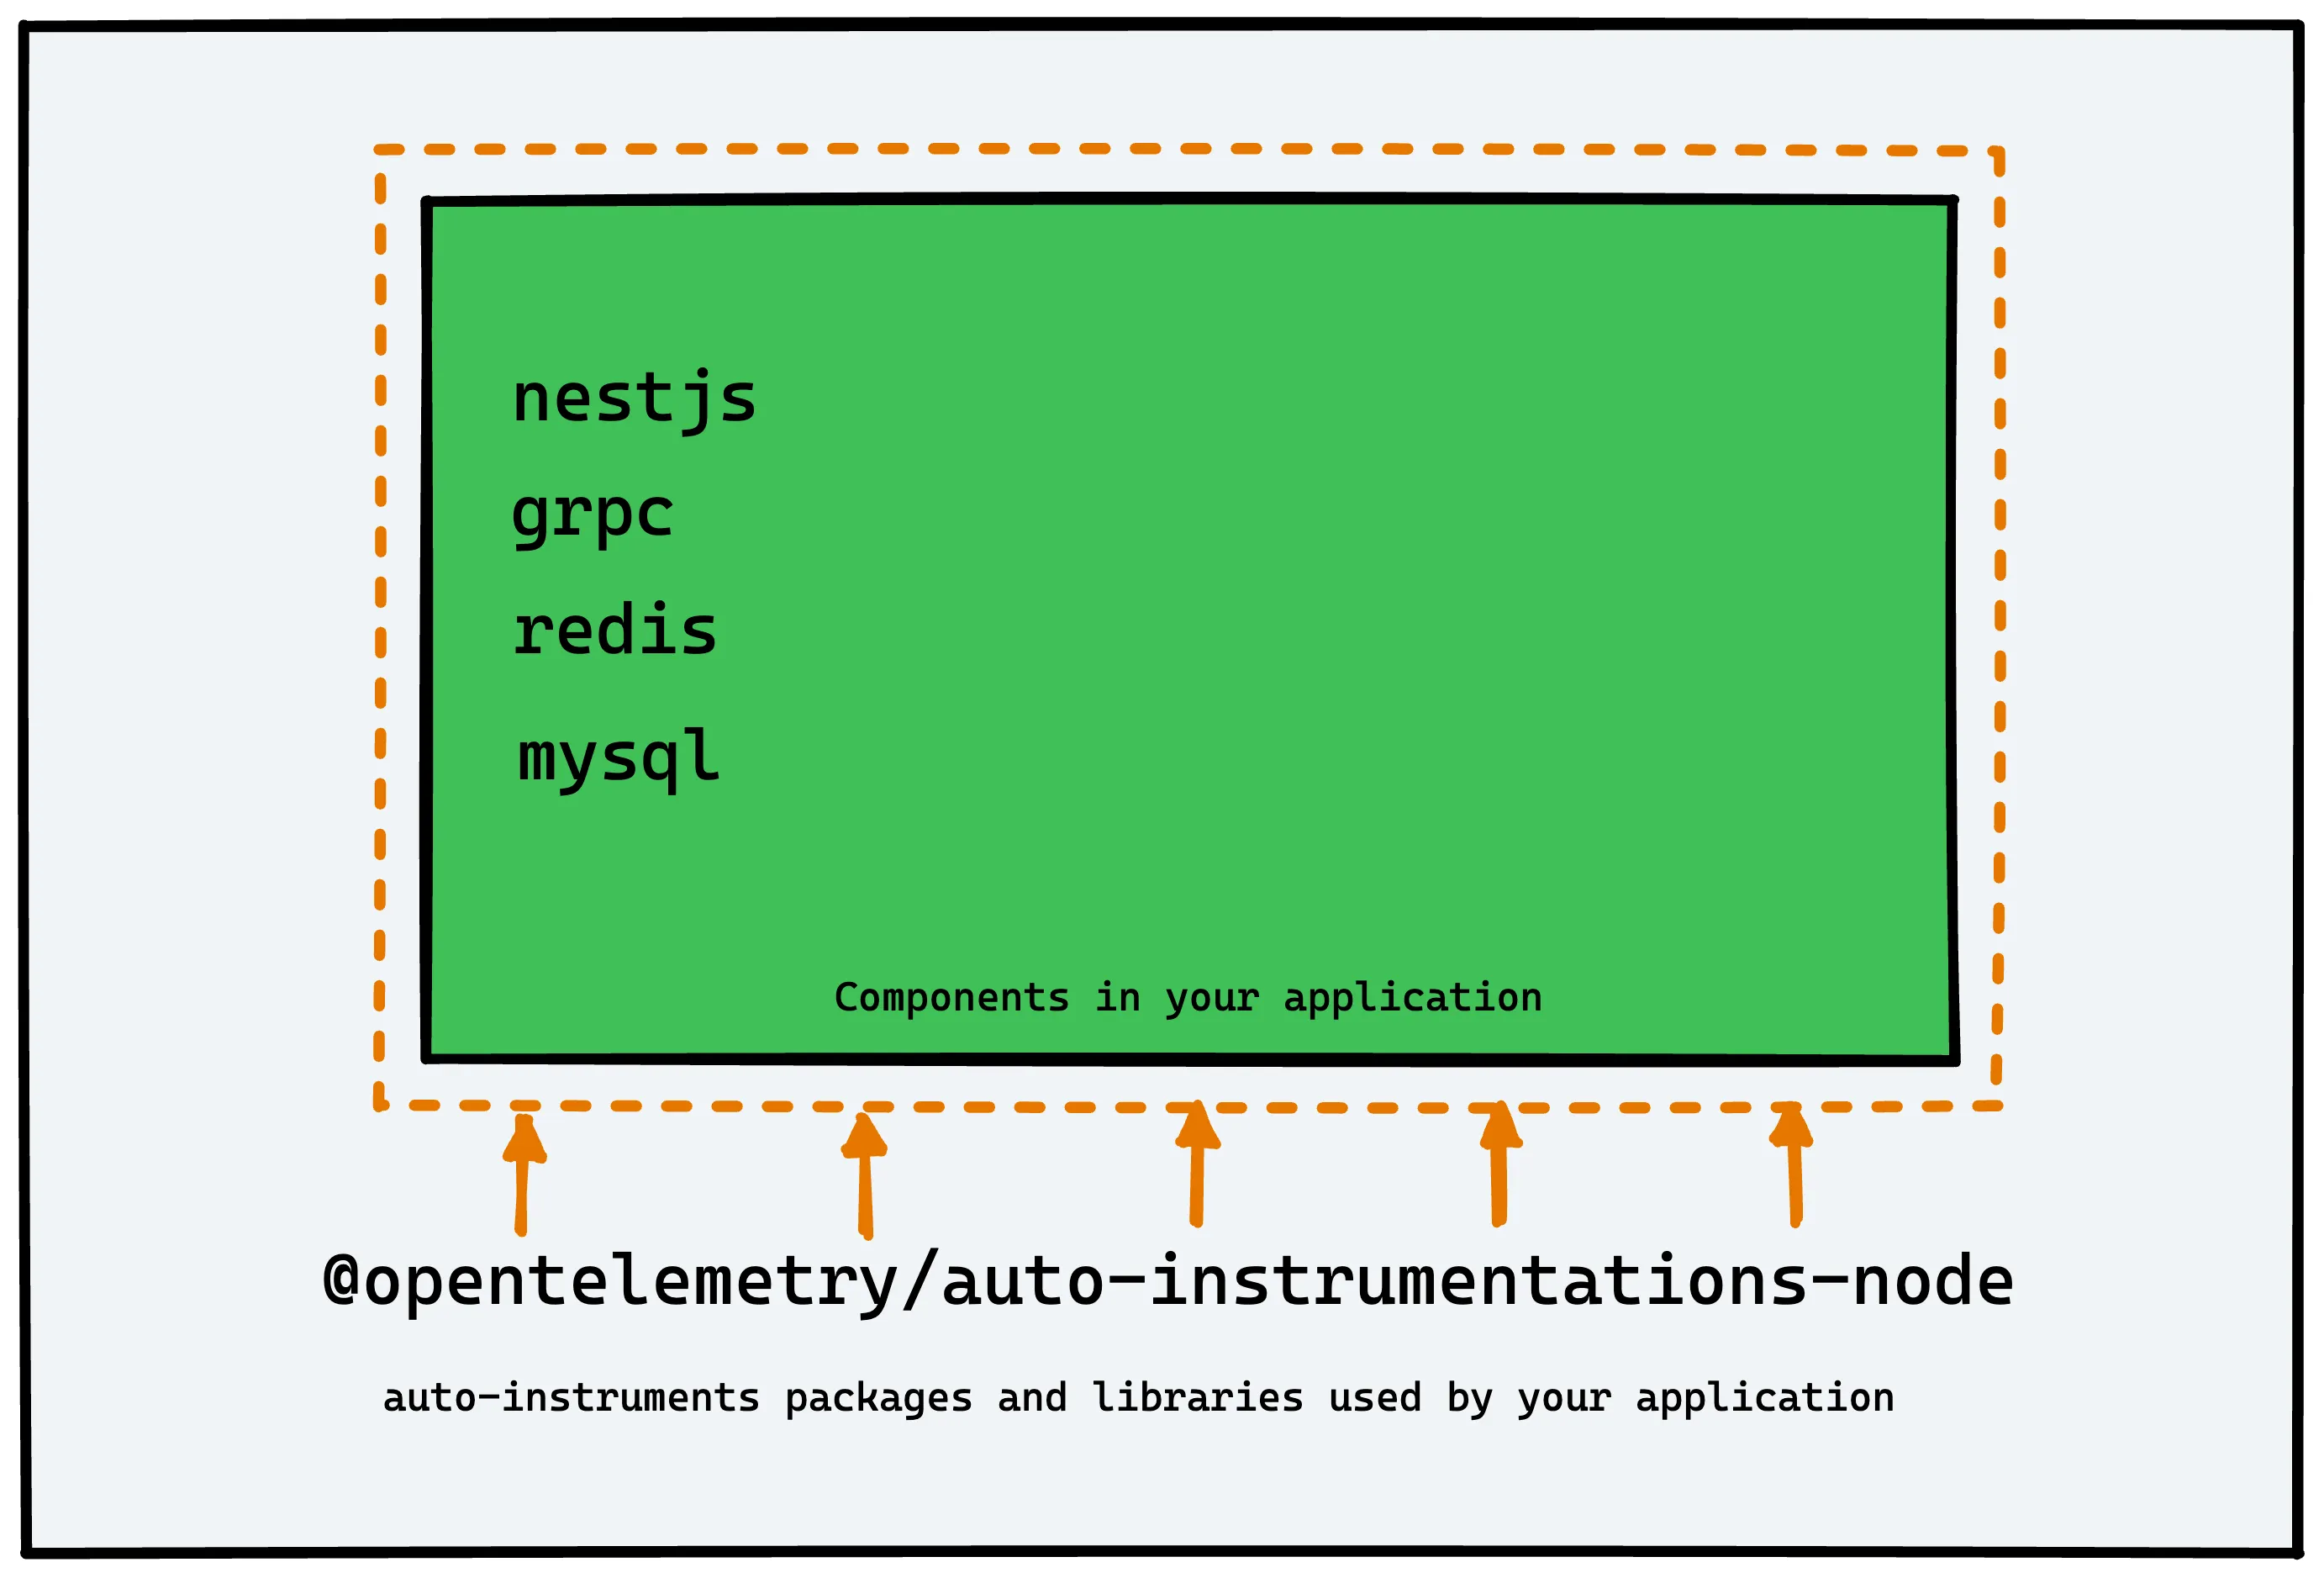 nestjs
grpc
redis
mysql
Components in your application
@opentelemetry/auto-instrumentations-node
auto-instruments packages and libraries used by your application